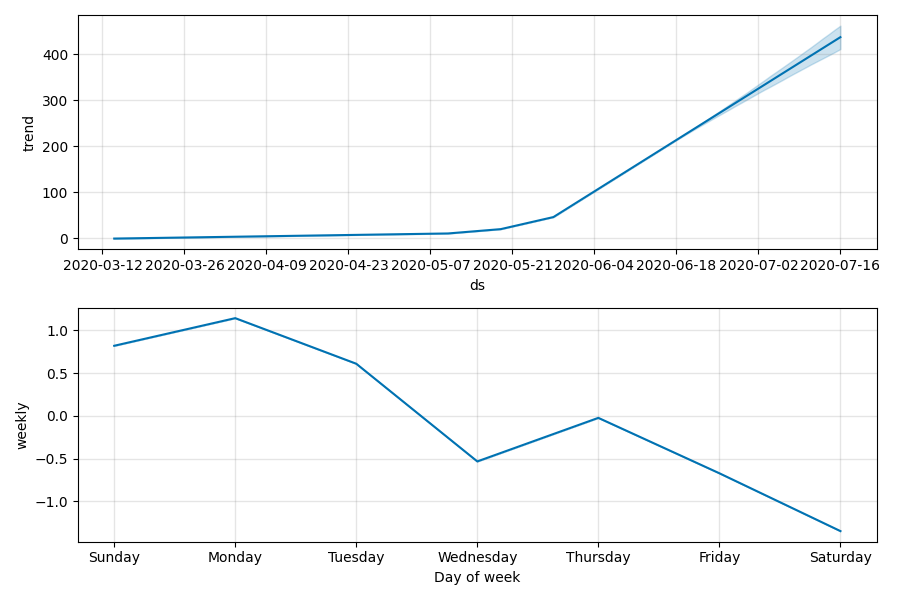 400
300
200
100
0
trend
2020-03-12 2020-03-26 2020-04-09 2020-04-23 2020-05-07 2020-05-21 2020-06-04 2020-06-18 2020-07-02 2020-07-16
ds
1.0
0.5
0.0
−0.5
−1.0
weekly
Sunday Monday Tuesday Wednesday Thursday Friday Saturday
Day of week